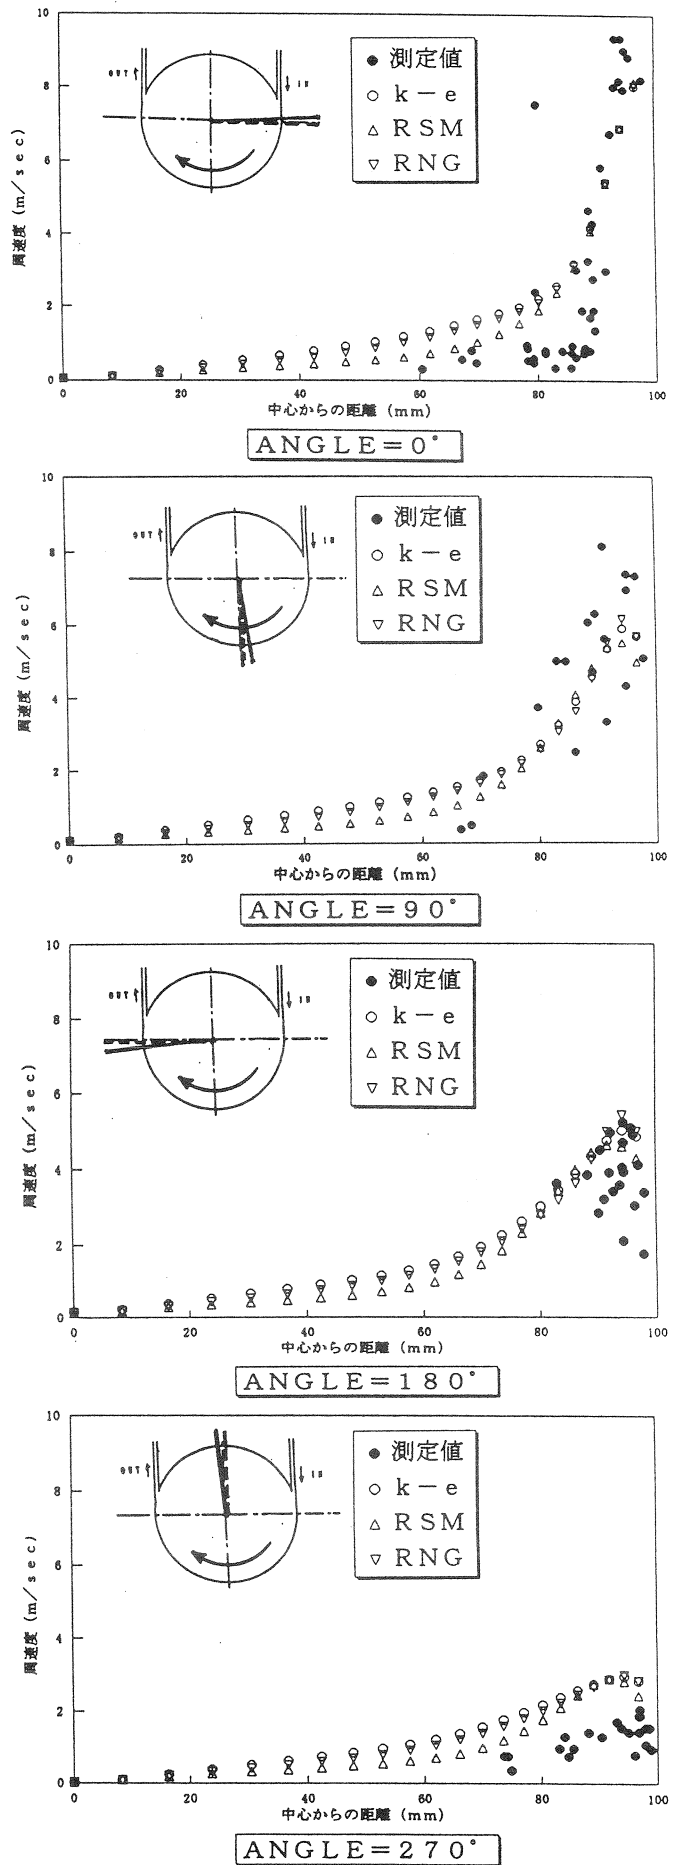 10
8
6
4
2
0
周速度 (m/sec)
OUT
IN
測定値
k-e
RSM
RNG
0
20
40
60
80
100
中心からの距離 (mm)
ANGLE=0°
10
8
6
4
2
0
周速度 (m/sec)
OUT
IN
測定値
k-e
RSM
RNG
0
20
40
60
80
100
中心からの距離 (mm)
ANGLE=90°
10
8
6
4
2
0
周速度 (m/sec)
OUT
IN
測定値
k-e
RSM
RNG
0
20
40
60
80
100
中心からの距離 (mm)
ANGLE=180°
10
8
6
4
2
0
周速度 (m/sec)
OUT
IN
測定値
k-e
RSM
RNG
0
20
40
60
80
100
中心からの距離 (mm)
ANGLE=270°